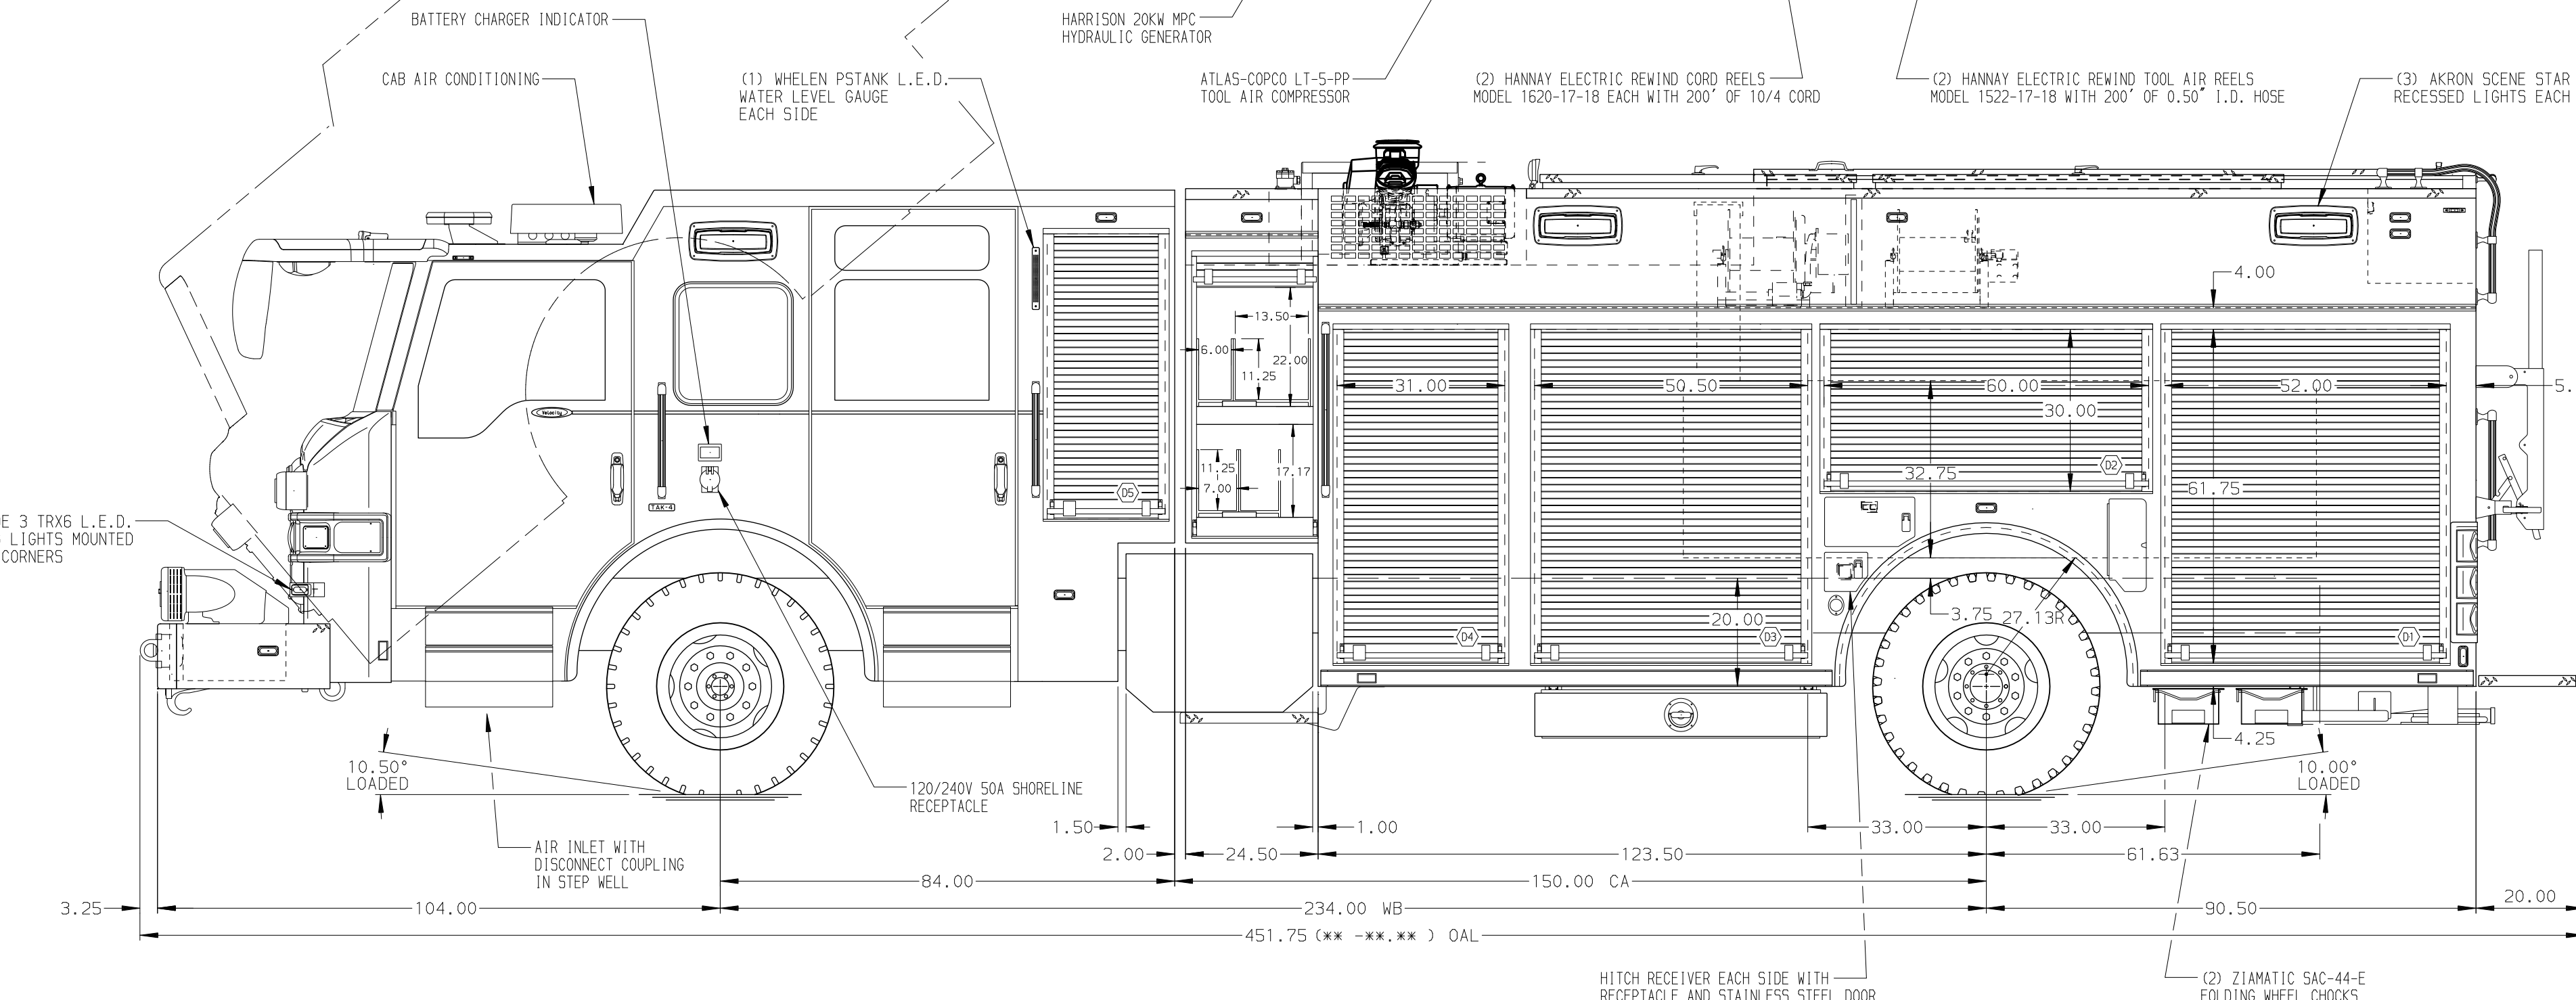 BATTERY CHARGER INDICATOR
HARRISON 20KW MPC
HYDRAULIC GENERATOR
CAB AIR CONDITIONING
(1) WHELEN PSTANK L.E.D.
WATER LEVEL GAUGE
EACH SIDE
ATLAS-COPCO LT-5-PP
TOOL AIR COMPRESSOR
(2) HANNAY ELECTRIC REWIND CORD REELS
MODEL 1620-17-18 EACH WITH 200' OF 10/4 CORD
(2) HANNAY ELECTRIC REWIND TOOL AIR REELS
MODEL 1522-17-18 WITH 200' OF 0.50" I.D. HOSE
(3) AKRON SCENE STAR
RECESSED LIGHTS EACH
4.00
13.50
6.00
11.25
22.00
31.00
50.50
60.00
30.00
52.00
5.
Velocity
11.25
7.00
17.17
32.75
61.75
D5
D2
TAK-4
E 3 TRX6 L.E.D.
LIGHTS MOUNTED
CORNERS
20.00
3.75
27.13R
D4
D3
D1
4.25
10.50°
LOADED
10.00°
LOADED
120/240V 50A SHORELINE
RECEPTACLE
1.50
1.00
33.00
33.00
AIR INLET WITH
DISCONNECT COUPLING
IN STEP WELL
2.00
24.50
123.50
61.63
84.00
150.00 CA
3.25
104.00
234.00 WB
90.50
20.00
451.75 (** -**.** ) OAL
HITCH RECEIVER EACH SIDE WITH
RECEPTACLE AND STAINLESS STEEL DOOR
(2) ZIAMATIC SAC-44-E
FOLDING WHEEL CHOCKS